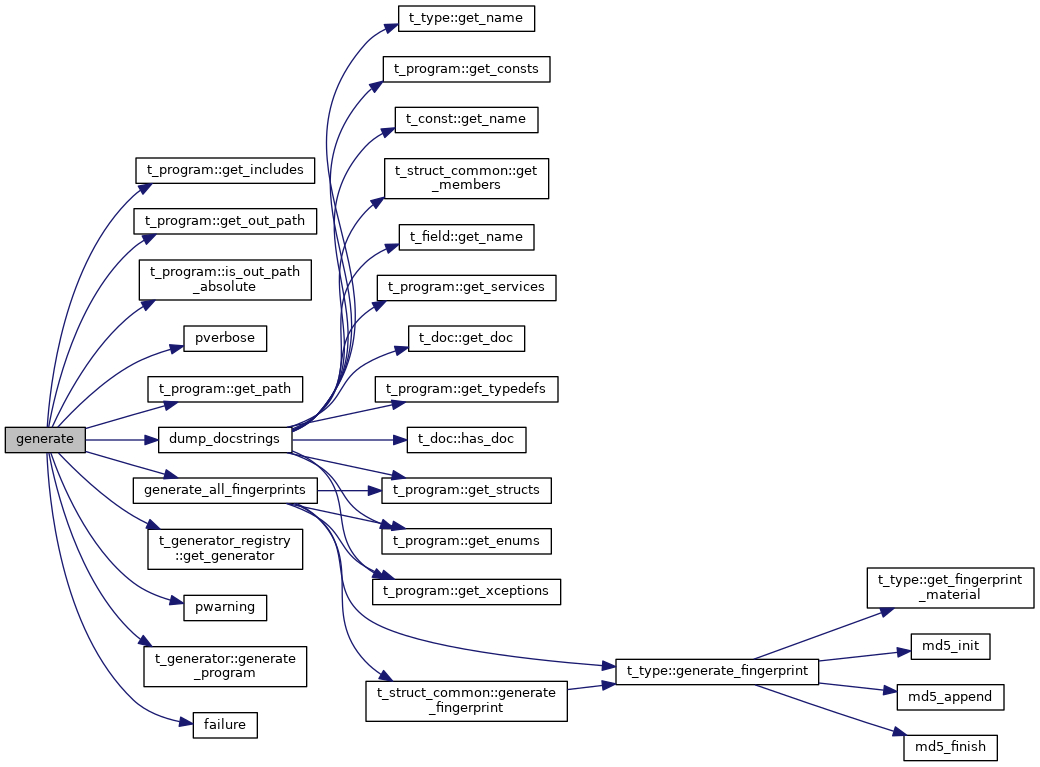 generate
t_program::get_includes
t_program::get_out_path
t_program::is_out_path
_absolute
pverbose
t_program::get_path
dump_docstrings
generate_all_fingerprints
t_generator_registry
::get_generator
pwarning
t_generator::generate
_program
failure
t_type::get_name
t_program::get_consts
t_const::get_name
t_struct_common::get
_members
t_field::get_name
t_program::get_services
t_doc::get_doc
t_program::get_typedefs
t_doc::has_doc
t_program::get_structs
t_program::get_enums
t_program::get_xceptions
t_struct_common::generate
_fingerprint
t_type::generate_fingerprint
t_type::get_fingerprint
_material
md5_init
md5_append
md5_finish